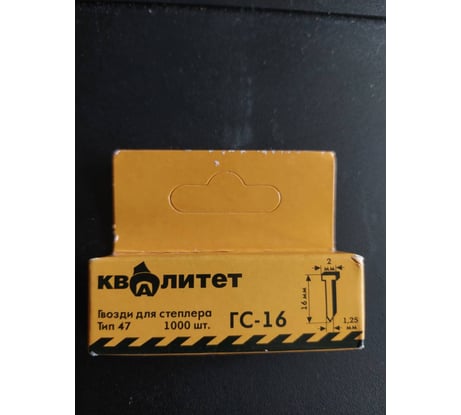 КВАЛИТЕТ
Гвозди для степлера
Тип 47 1000 шт. ГС-16
2
мм
16 мм
1,25
мм